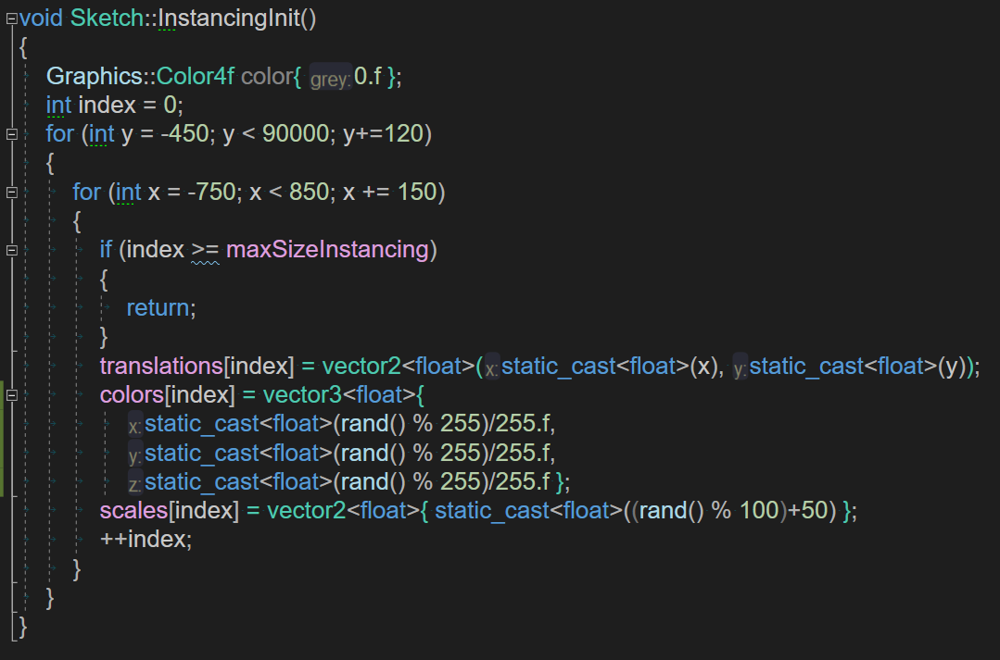 void Sketch::InstancingInit()
{
Graphics::Color4f color{ grey: 0.f };
int index = 0;
for (int y = -450; y < 90000; y+=120)
{
for (int x = -750; x < 850; x += 150)
{
if (index >= maxSizeInstancing)
{
return;
}
translations[index] = vector2<float>( x: static_cast<float>(x), y: static_cast<float>(y));
colors[index] = vector3<float>{
x: static_cast<float>(rand() % 255)/255.f,
y: static_cast<float>(rand() % 255)/255.f,
z: static_cast<float>(rand() % 255)/255.f };
scales[index] = vector2<float>{ static_cast<float>((rand() % 100)+50) };
++index;
}
}
}